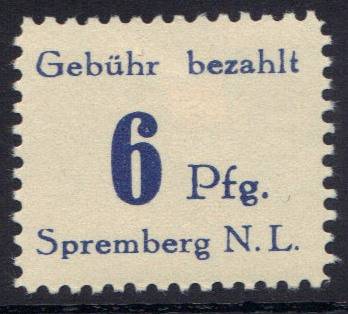 Gebühr bezahlt
6 Pfg.
Spremberg N.L.